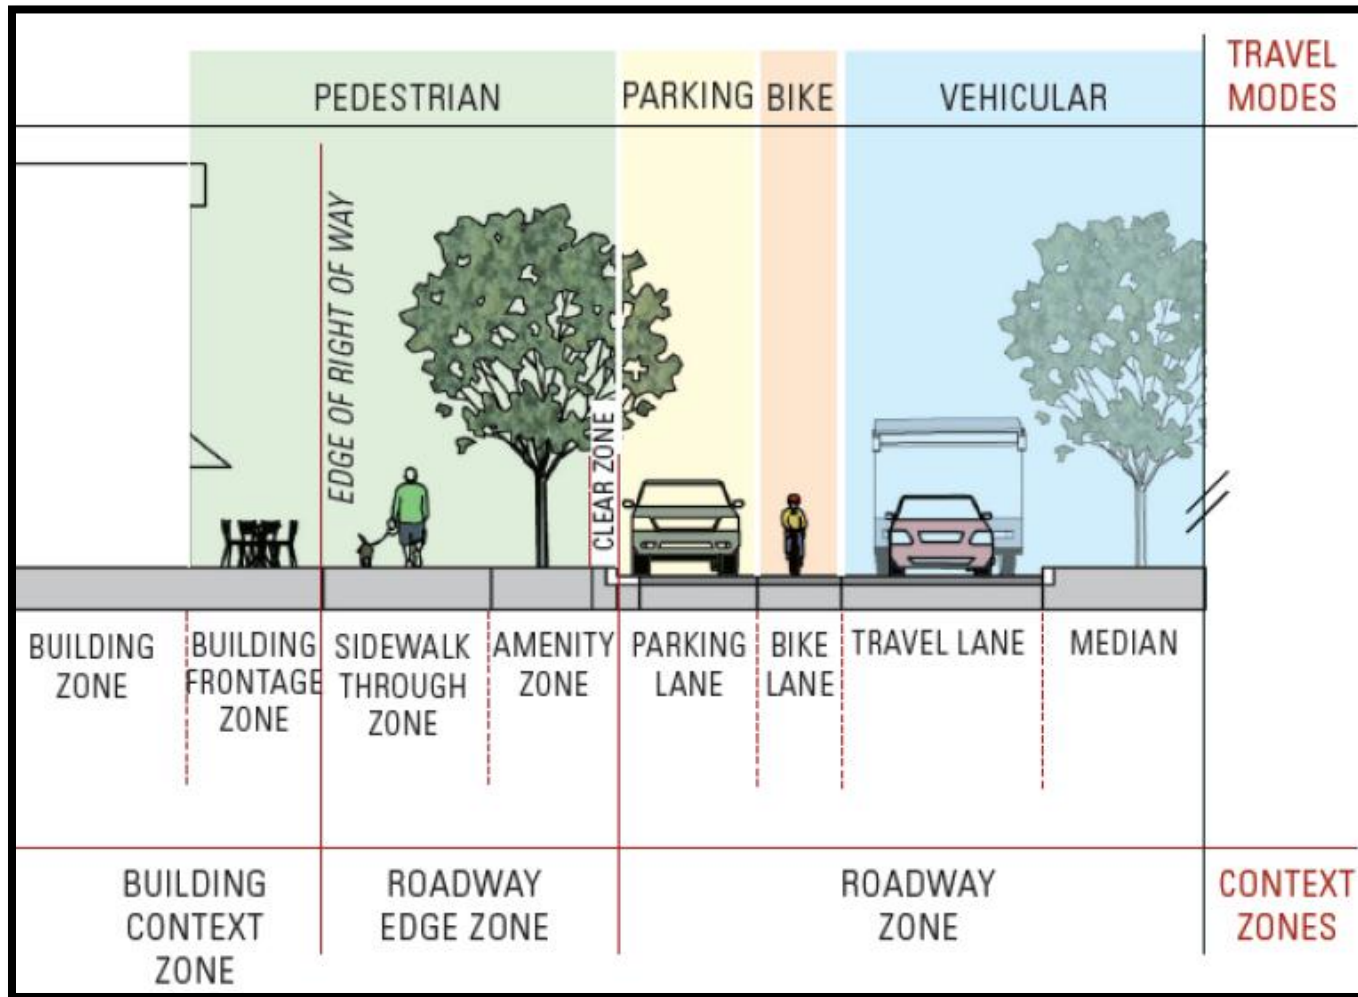 TRAVEL
MODES
PEDESTRIAN
PARKING
BIKE
VEHICULAR
EDGE OF RIGHT OF WAY
CLEAR ZONE
BUILDING
ZONE
BUILDING
FRONTAGE
ZONE
SIDEWALK
THROUGH
ZONE
AMENITY
ZONE
PARKING
LANE
BIKE
LANE
TRAVEL LANE
MEDIAN
BUILDING
CONTEXT
ZONE
ROADWAY
EDGE ZONE
ROADWAY
ZONE
CONTEXT
ZONES